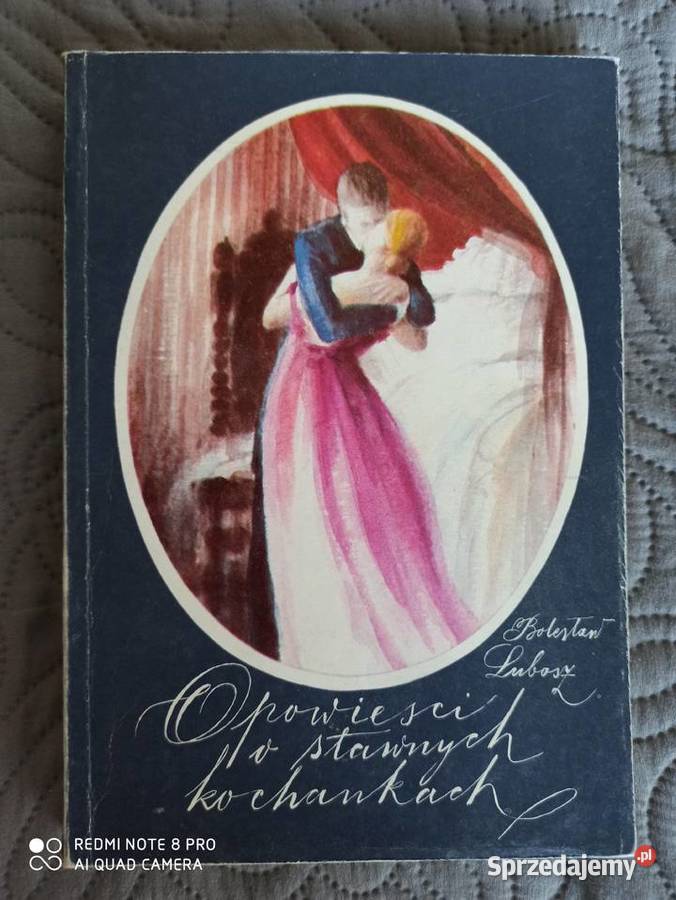 Bolesław
Lubosz
Opowieści
o sławnych
kochankach
REDMI NOTE 8 PRO
AI QUAD CAMERA
Sprzedajemy.pl